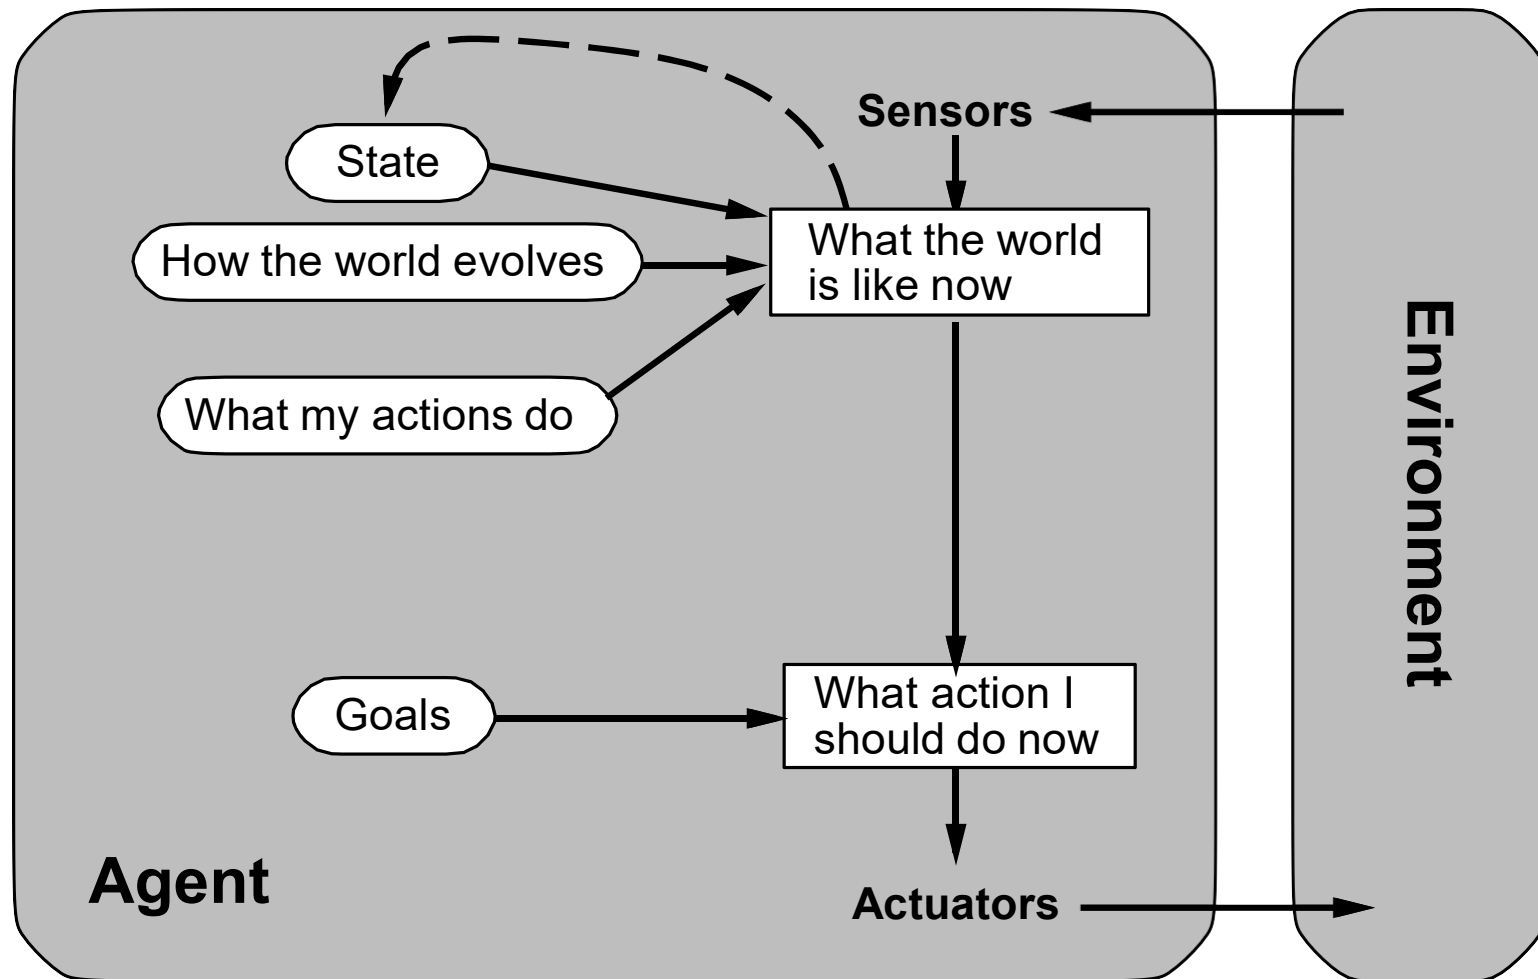 Sensors
State
What the world
is like now
How the world evolves
What my actions do
Environment
Goals
What action I
should do now
Agent
Actuators